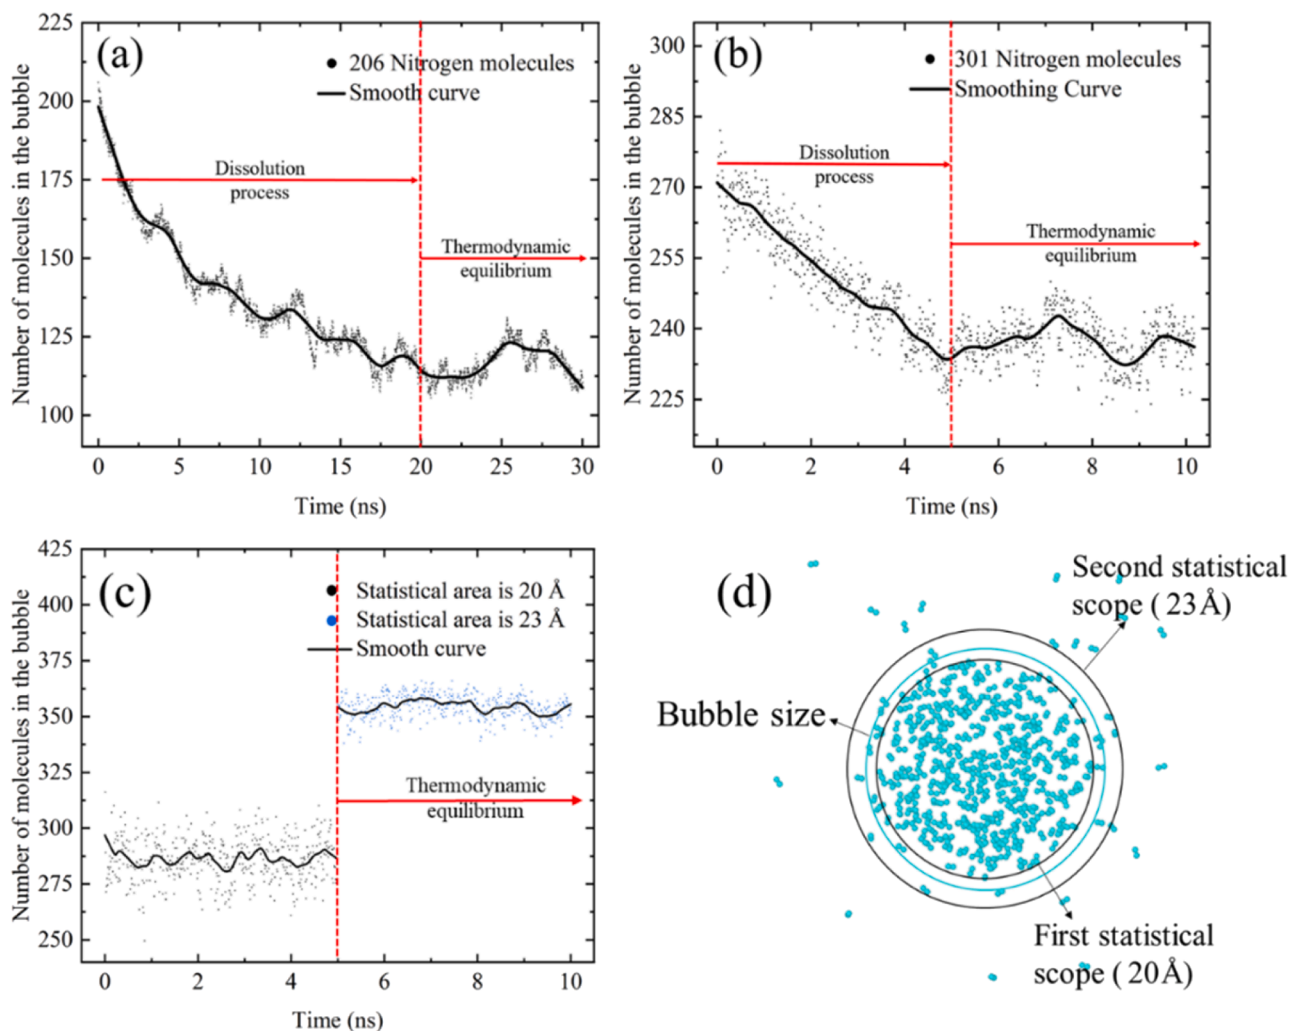 (a)
206 Nitrogen molecules
Smooth curve
Dissolution
process
Thermodynamic
equilibrium
Number of molecules in the bubble
225
200
175
150
125
100
0 5 10 15 20 25 30
Time (ns)
(b)
301 Nitrogen molecules
Smoothing Curve
Dissolution
process
Thermodynamic
equilibrium
Number of molecules in the bubble
300
285
270
255
240
225
0 2 4 6 8 10
Time (ns)
(c)
Statistical area is 20 Å
Statistical area is 23 Å
Smooth curve
Thermodynamic
equilibrium
Number of molecules in the bubble
425
400
375
350
325
300
275
250
0 2 4 6 8 10
Time (ns)
(d)
Second statistical
scope ( 23Å)
Bubble size
First statistical
scope ( 20Å)